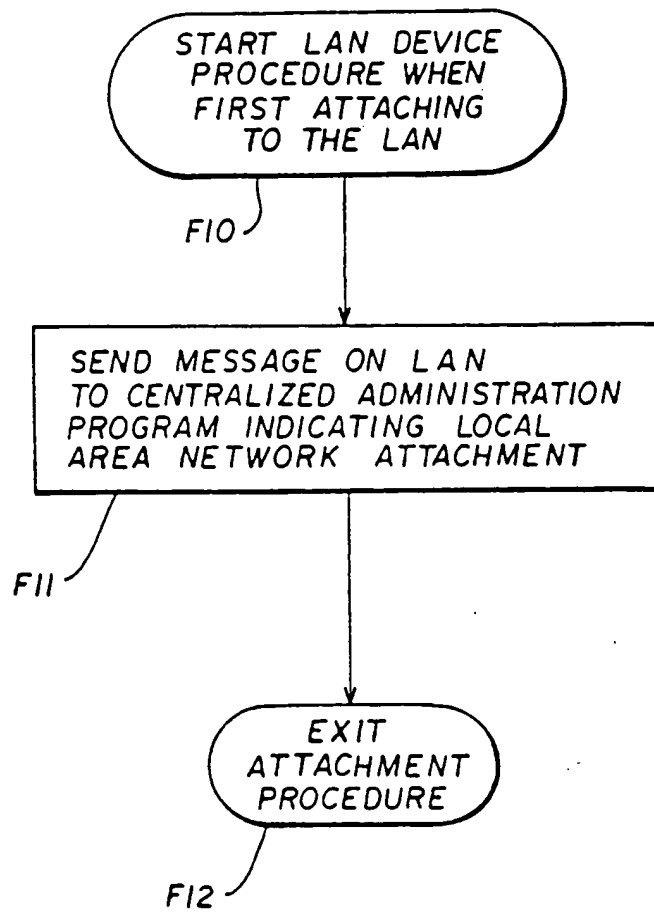 START LAN DEVICE
PROCEDURE WHEN
FIRST ATTACHING
TO THE LAN
F10
SEND MESSAGE ON LAN
TO CENTRALIZED ADMINISTRATION
PROGRAM INDICATING LOCAL
AREA NETWORK ATTACHMENT
F11
EXIT
ATTACHMENT
PROCEDURE
F12